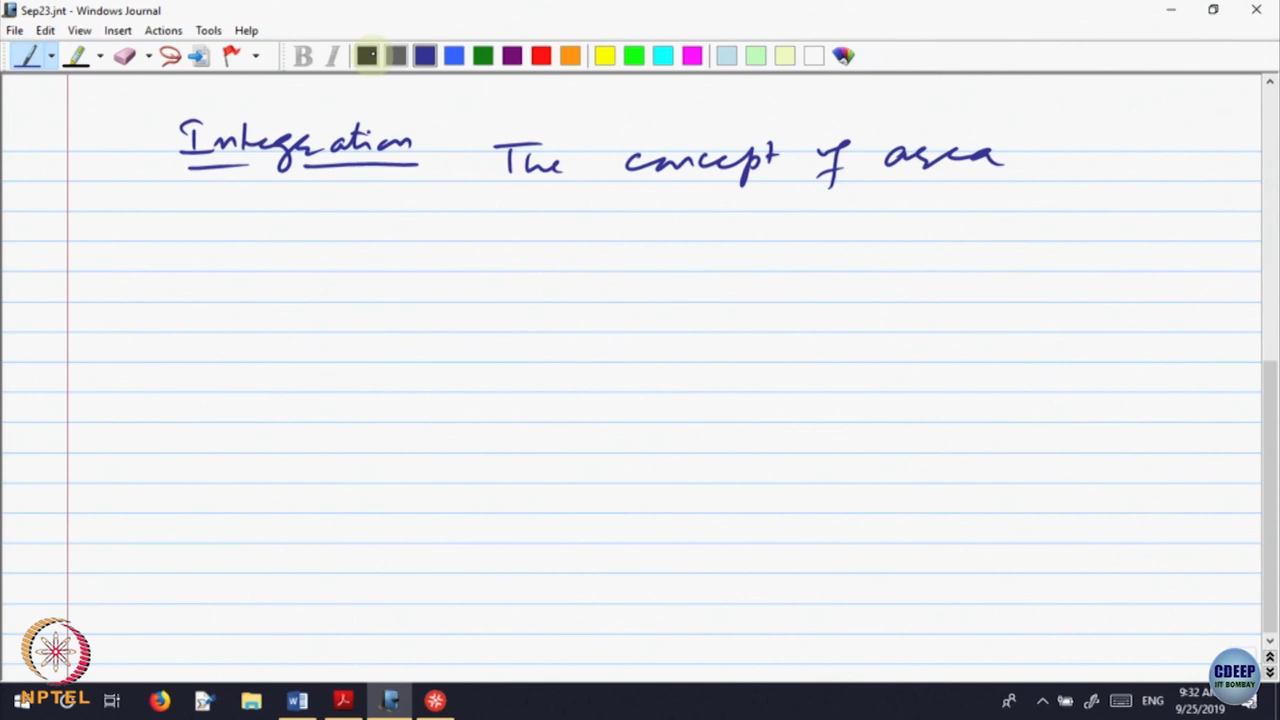 Sep23.jnt - Windows Journal
File Edit View Insert Actions Tools Help
B I
Integration The concept of area
NPTEL
CDEEP
IIT BOMBAY
ENG
9:32
9/25/2019